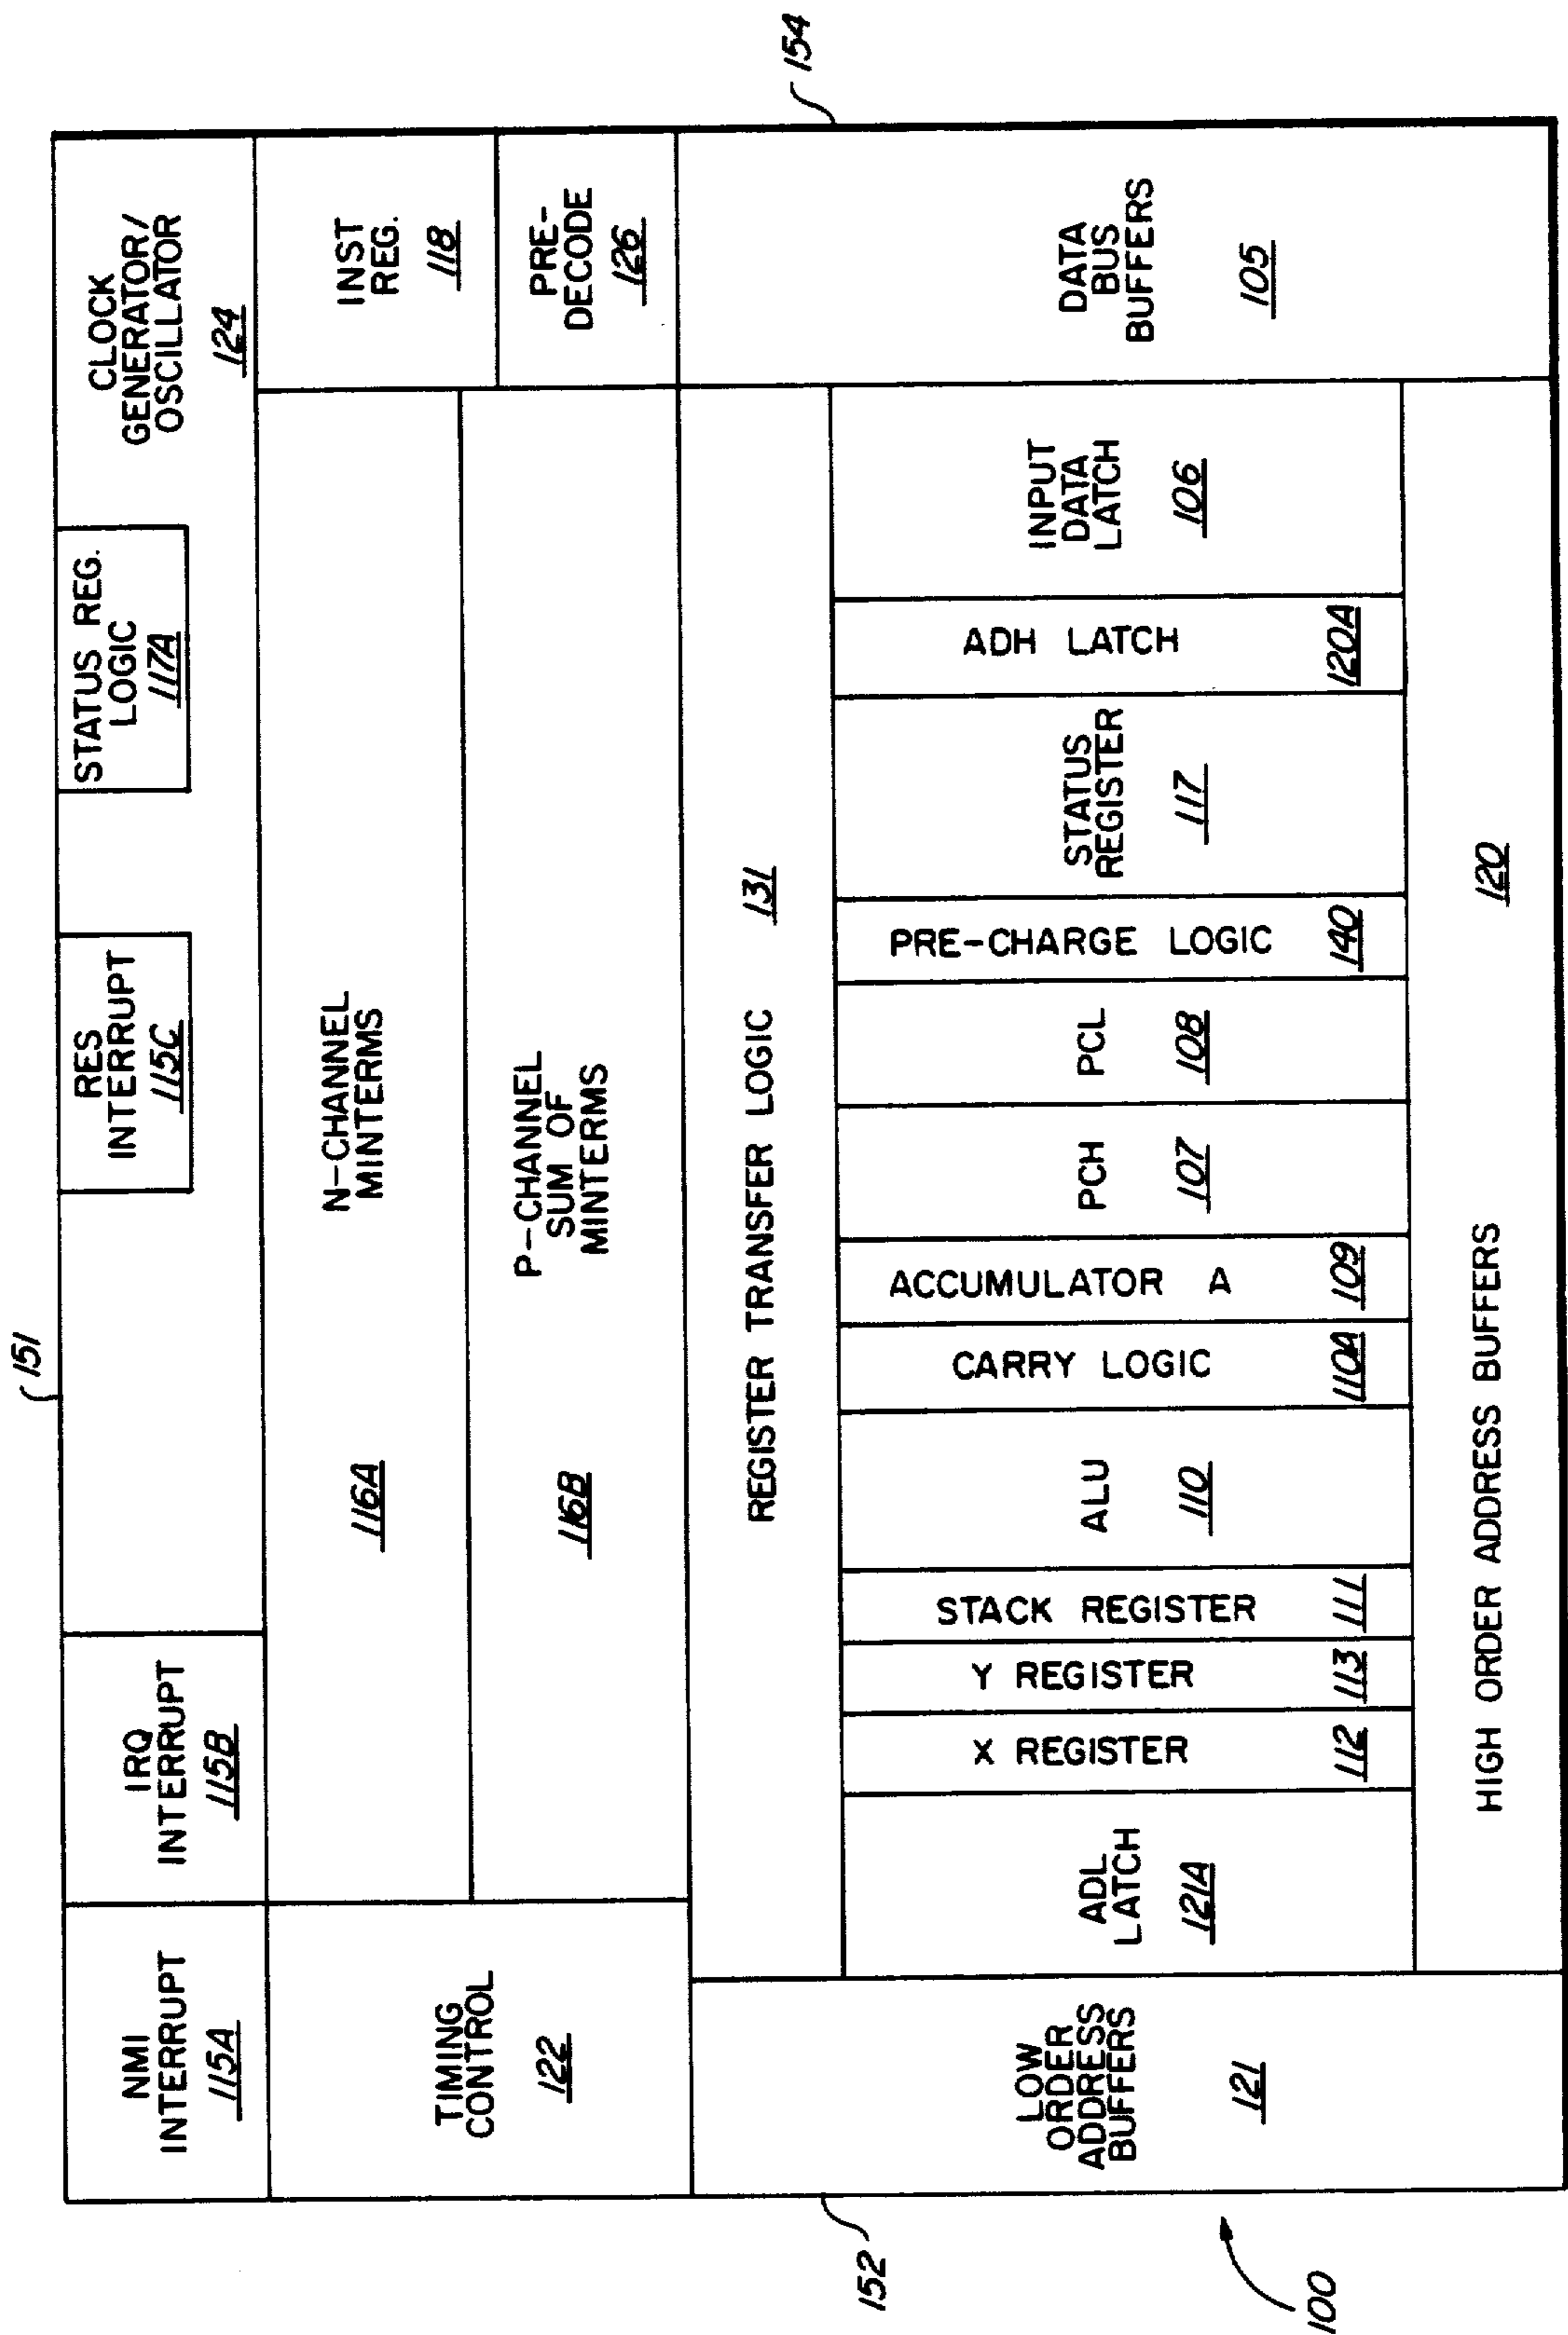 151
NMI
INTERRUPT
115A
IRQ
INTERRUPT
115B
RES
INTERRUPT
115C
STATUS REG.
LOGIC
117A
CLOCK
GENERATOR/
OSCILLATOR
124
TIMING
CONTROL
122
116A
N-CHANNEL
MINTERMS
116B
P-CHANNEL
SUM OF
MINTERMS
INST
REG.
118
PRE-
DECODE
126
154
152
REGISTER TRANSFER LOGIC 131
LOW
ORDER
ADDRESS
BUFFERS
121
ADL
LATCH
121A
X REGISTER
112
Y REGISTER
113
STACK REGISTER
111
ALU
110
CARRY LOGIC
110A
ACCUMULATOR A
109
PCH
107
PCL
108
PRE-CHARGE LOGIC
140
STATUS
REGISTER
117
ADH LATCH
120A
INPUT
DATA
LATCH
106
DATA
BUS
BUFFERS
105
HIGH ORDER ADDRESS BUFFERS 120
100